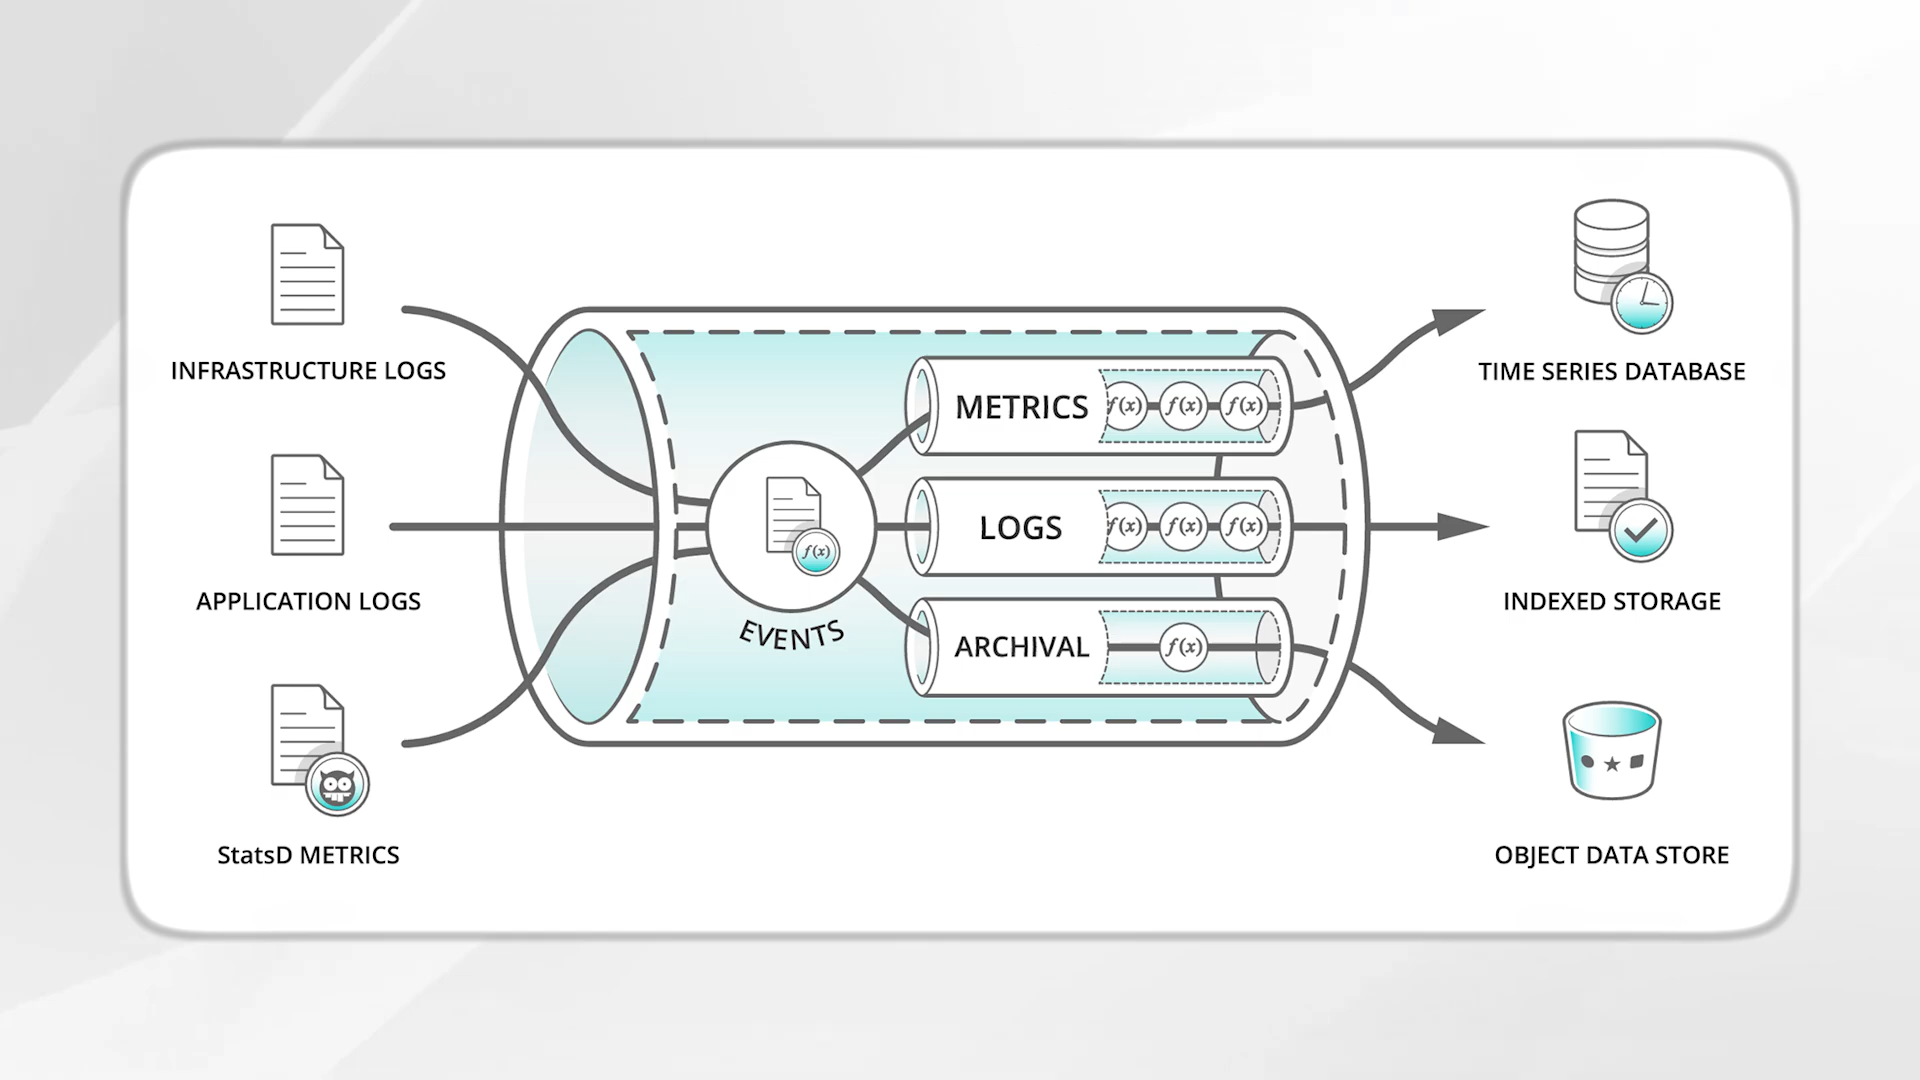 INFRASTRUCTURE LOGS
APPLICATION LOGS
StatsD METRICS
f(x)
EVENTS
METRICS
f(x) f(x) f(x)
LOGS
f(x) f(x) f(x)
ARCHIVAL
f(x)
TIME SERIES DATABASE
INDEXED STORAGE
OBJECT DATA STORE